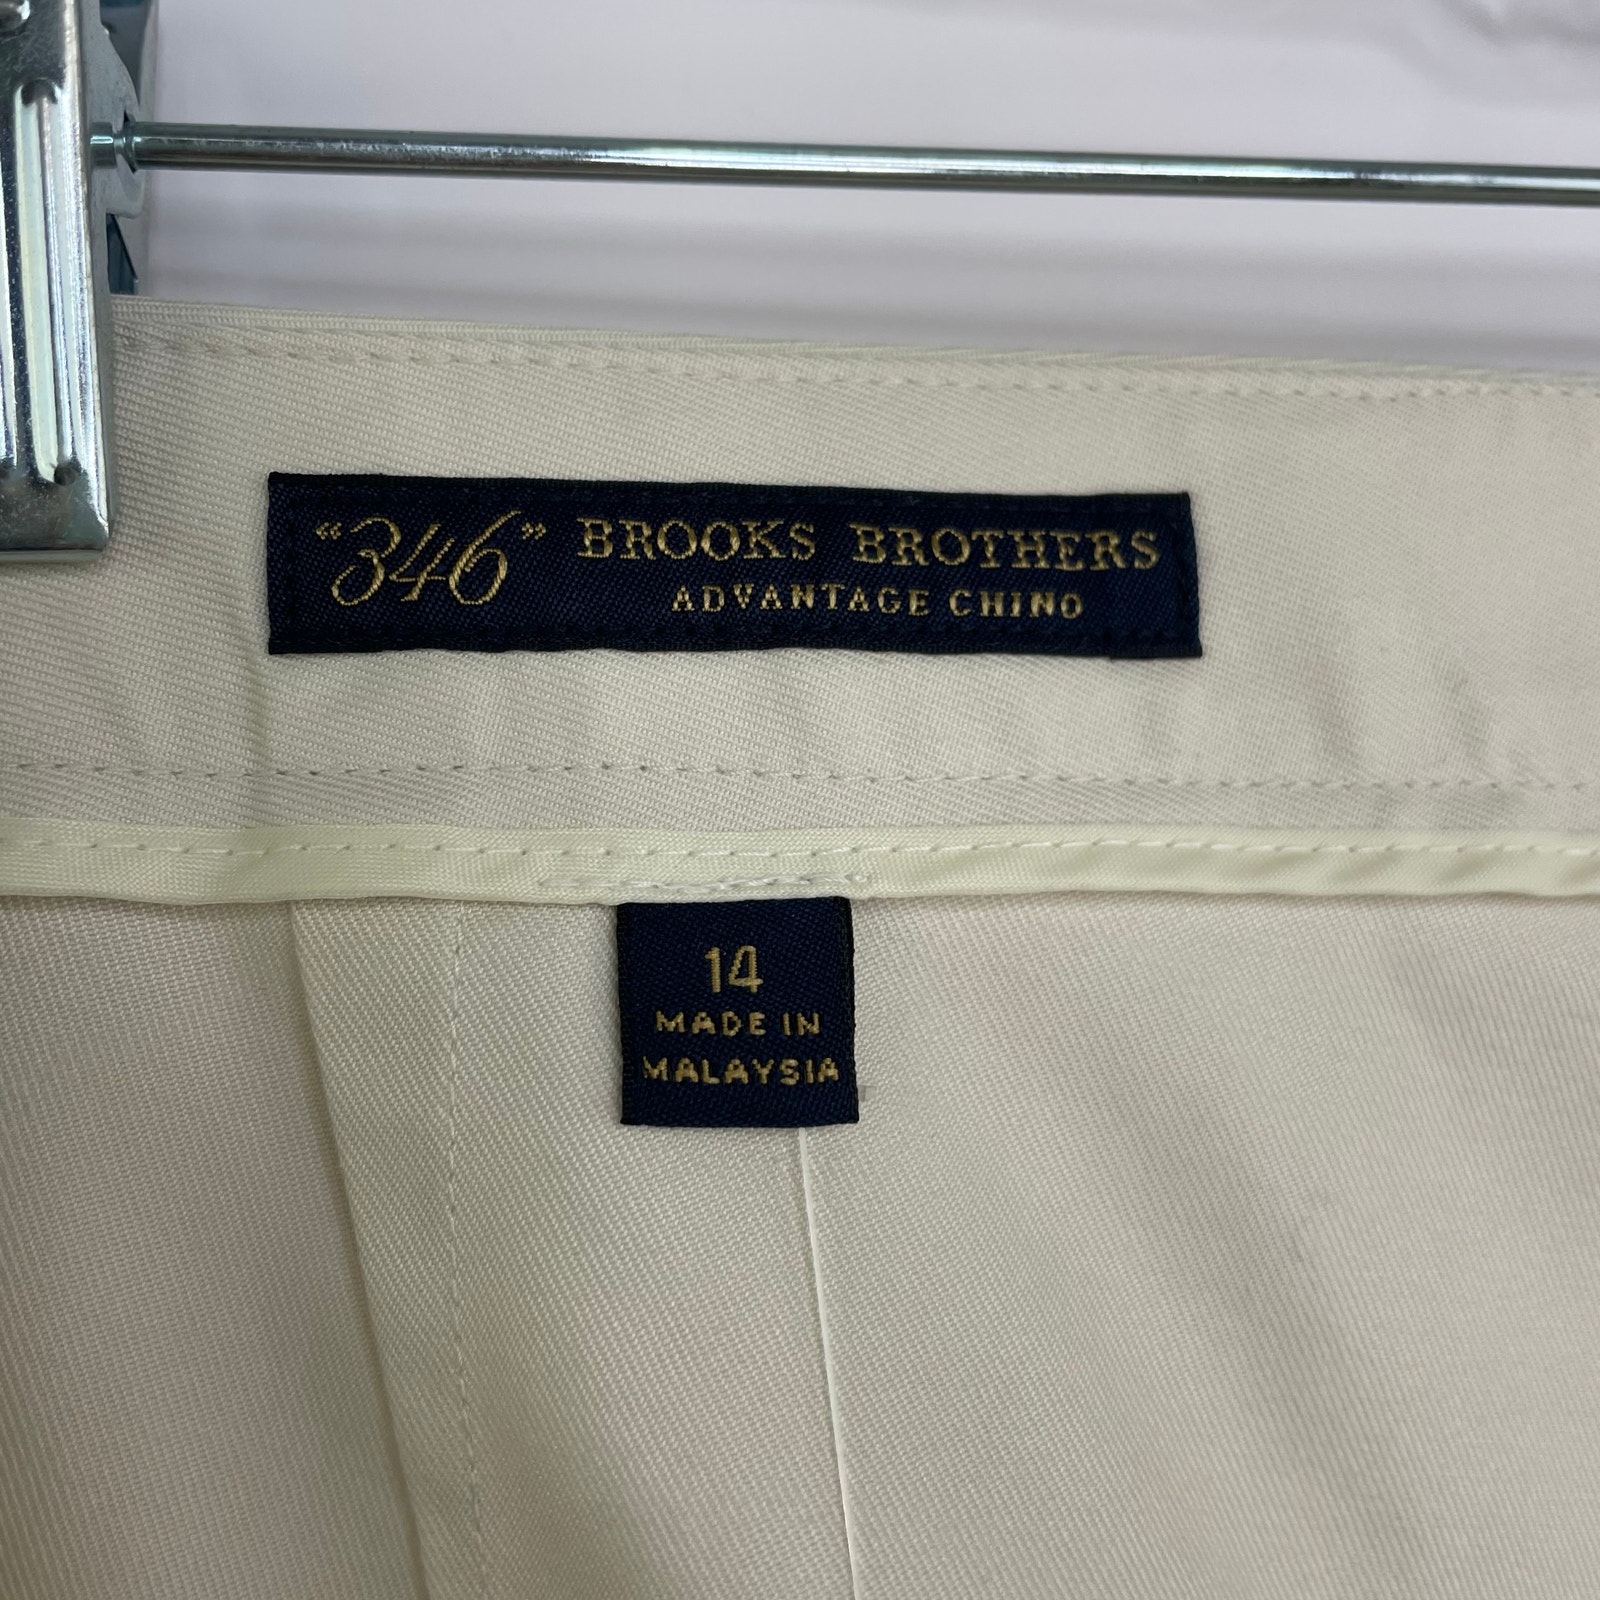 "346" BROOKS BROTHERS
ADVANTAGE CHINO
14
MADE IN
MALAYSIA